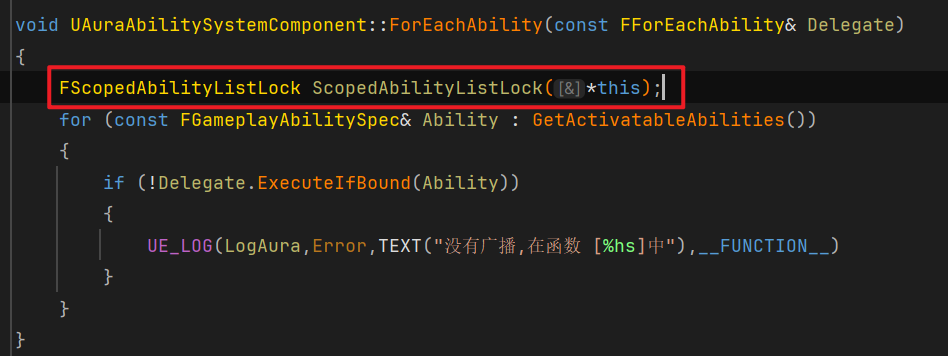 void UAuraAbilitySystemComponent::ForEachAbility(const FForEachAbility& Delegate)
{
FScopedAbilityListLock ScopedAbilityListLock([&]*this);
for (const FGameplayAbilitySpec& Ability : GetActivatableAbilities())
{
if (!Delegate.ExecuteIfBound(Ability))
{
UE_LOG(LogAura,Error,TEXT("没有广播,在函数 [%hs]中"),__FUNCTION__)
}
}
}